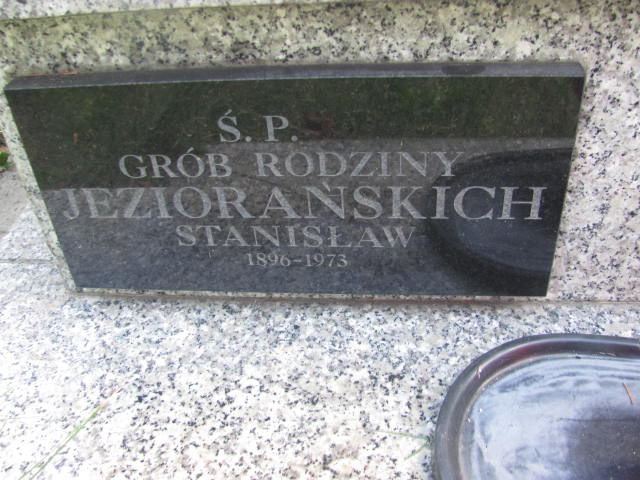 Ś. P.
GRÓB RODZINY
JEZIORAŃSKICH
STANISŁAW
1896-1973